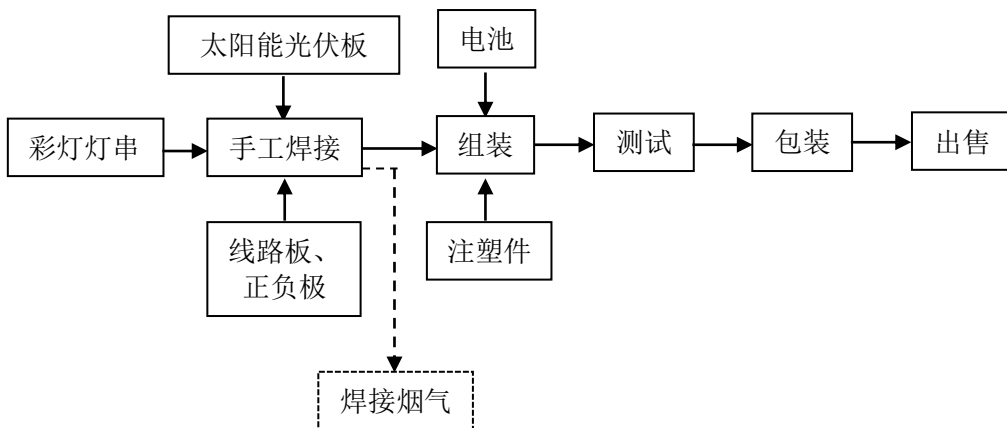 太阳能光伏板
电池
彩灯灯串
手工焊接
组装
测试
包装
出售
线路板、
正负极
注塑件
焊接烟气